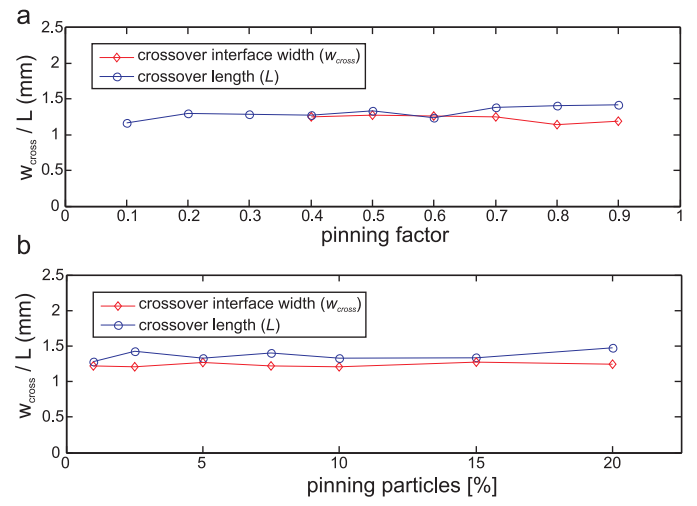 a
2.5
2
1.5
1
0.5
0
w_cross / L (mm)
crossover interface width (w_cross)
crossover length (L)
0 0.1 0.2 0.3 0.4 0.5 0.6 0.7 0.8 0.9 1
pinning factor
b
2.5
2
1.5
1
0.5
0
w_cross / L (mm)
crossover interface width (w_cross)
crossover length (L)
0 5 10 15 20
pinning particles [%]